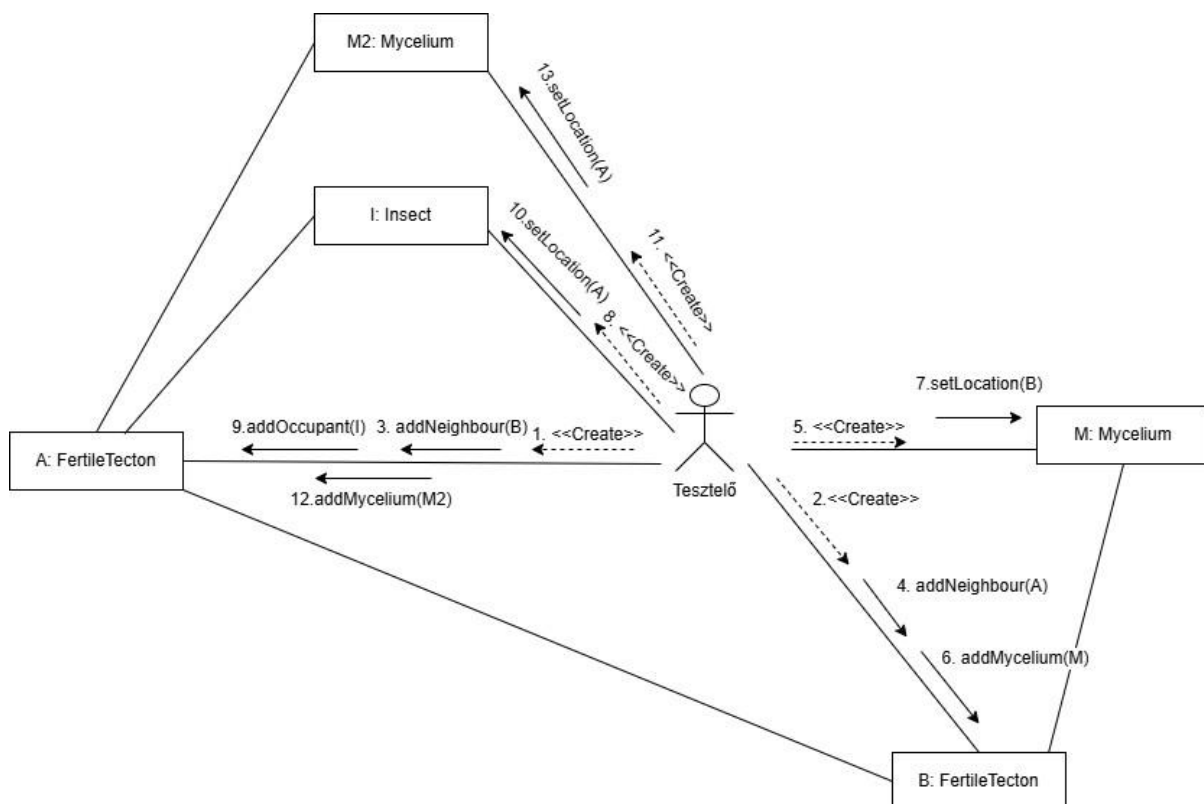 M2: Mycelium
13.setLocation(A)
I: Insect
10.setLocation(A)
11. <<Create>>
8. <<Create>>
7.setLocation(B)
9.addOccupant(I)
3. addNeighbour(B)
1. <<Create>>
5. <<Create>>
M: Mycelium
A: FertileTecton
12.addMycelium(M2)
Tesztelő
2.<<Create>>
4. addNeighbour(A)
6. addMycelium(M)
B: FertileTecton